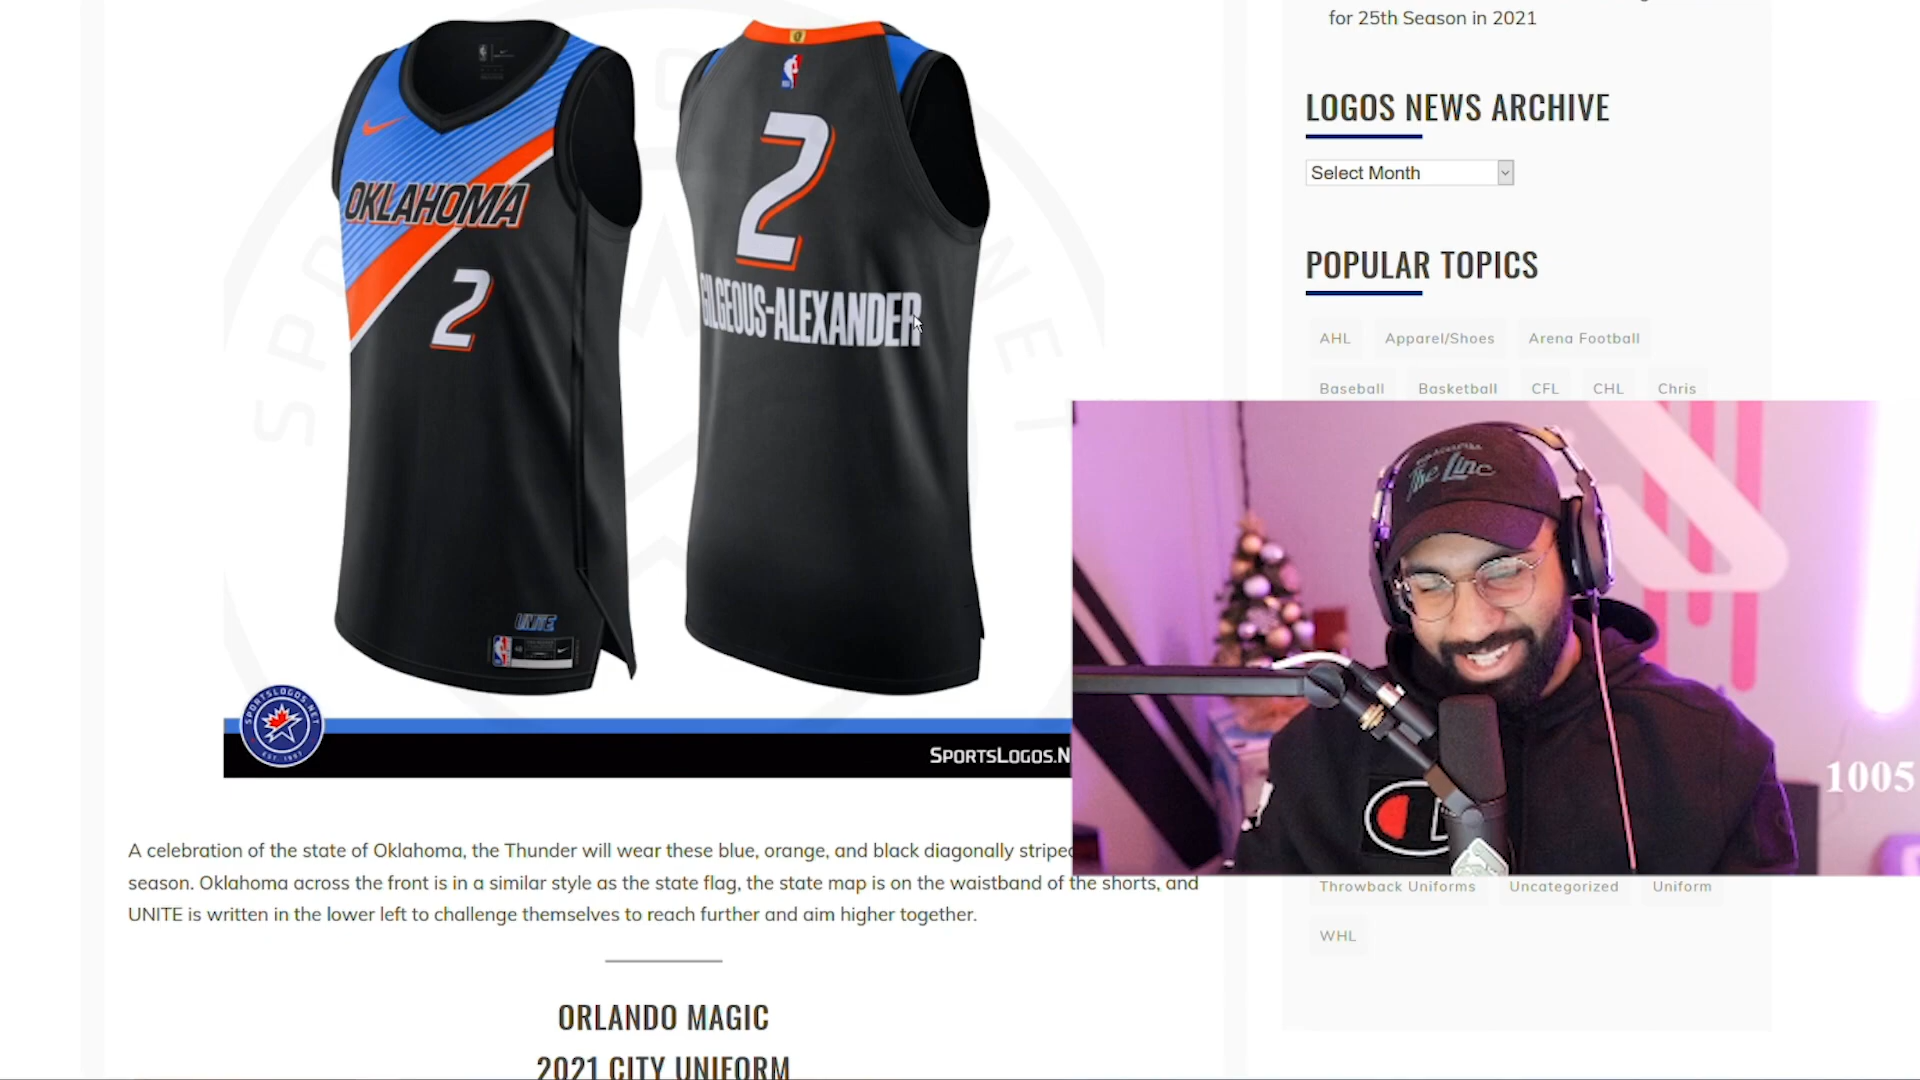 for 25th Season in 2021
LOGOS NEWS ARCHIVE
Select Month
POPULAR TOPICS
AHL
Apparel/Shoes
Arena Football
Baseball
Basketball
CFL
CHL
Chris
OKLAHOMA
2
UNITE
2
GILGEOUS-ALEXANDER
SPORTSLOGOS.NET
EST. 1997
SPORTSLOGOS.N
The Linc
1005
A celebration of the state of Oklahoma, the Thunder will wear these blue, orange, and black diagonally striped
season. Oklahoma across the front is in a similar style as the state flag, the state map is on the waistband of the shorts, and
UNITE is written in the lower left to challenge themselves to reach further and aim higher together.
Throwback Uniforms
Uncategorized
Uniform
WHL
ORLANDO MAGIC
2021 CITY UNIFORM